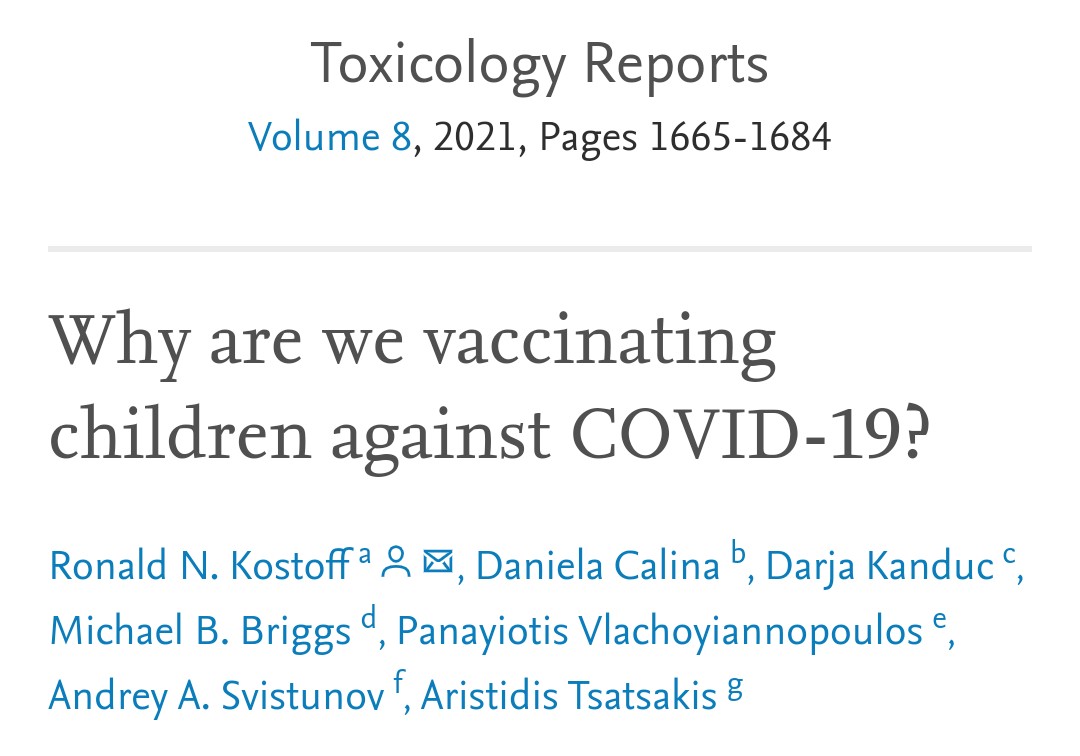 Toxicology Reports
Volume 8, 2021, Pages 1665-1684
Why are we vaccinating
children against COVID-19?
Ronald N. Kostoff a, Daniela Calina b, Darja Kanduc c,
Michael B. Briggs d, Panayiotis Vlachoyiannopoulos e,
Andrey A. Svistunov f, Aristidis Tsatsakis g